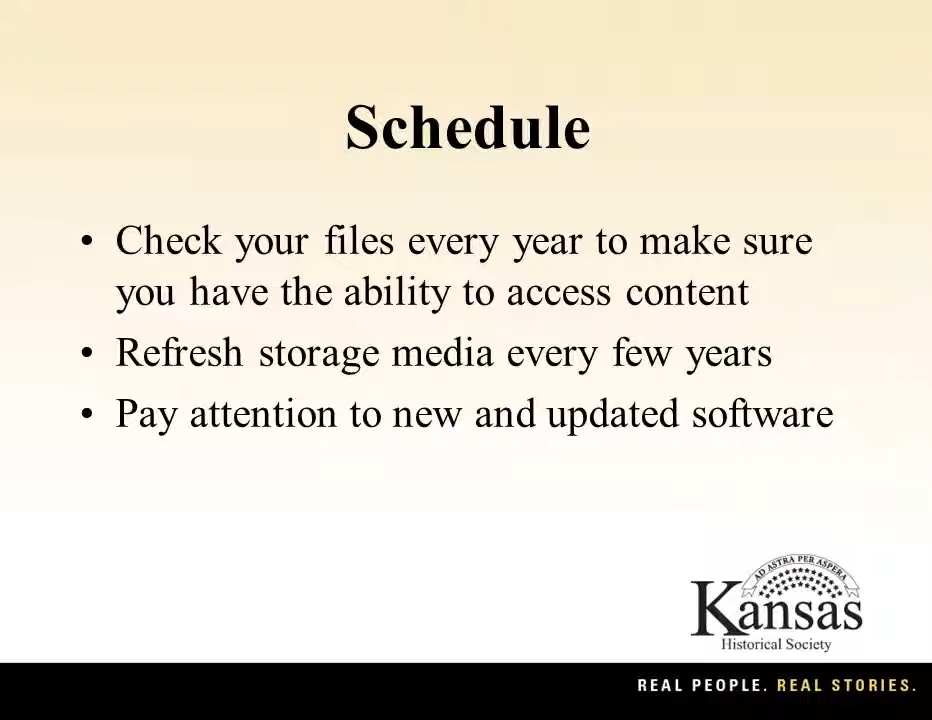 Schedule
• Check your files every year to make sure
you have the ability to access content
• Refresh storage media every few years
• Pay attention to new and updated software
AD ASTRA PER ASPERA
Kansas
Historical Society
REAL PEOPLE. REAL STORIES.